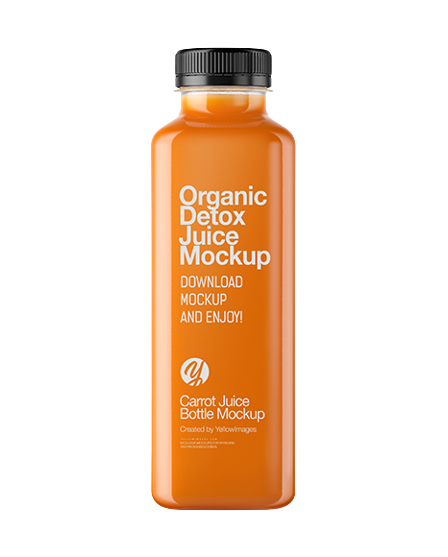 Organic
Detox
Juice
Mockup
DOWNLOAD
MOCKUP
AND ENJOY!
Y
Carrot Juice
Bottle Mockup
Created by Yellowimages